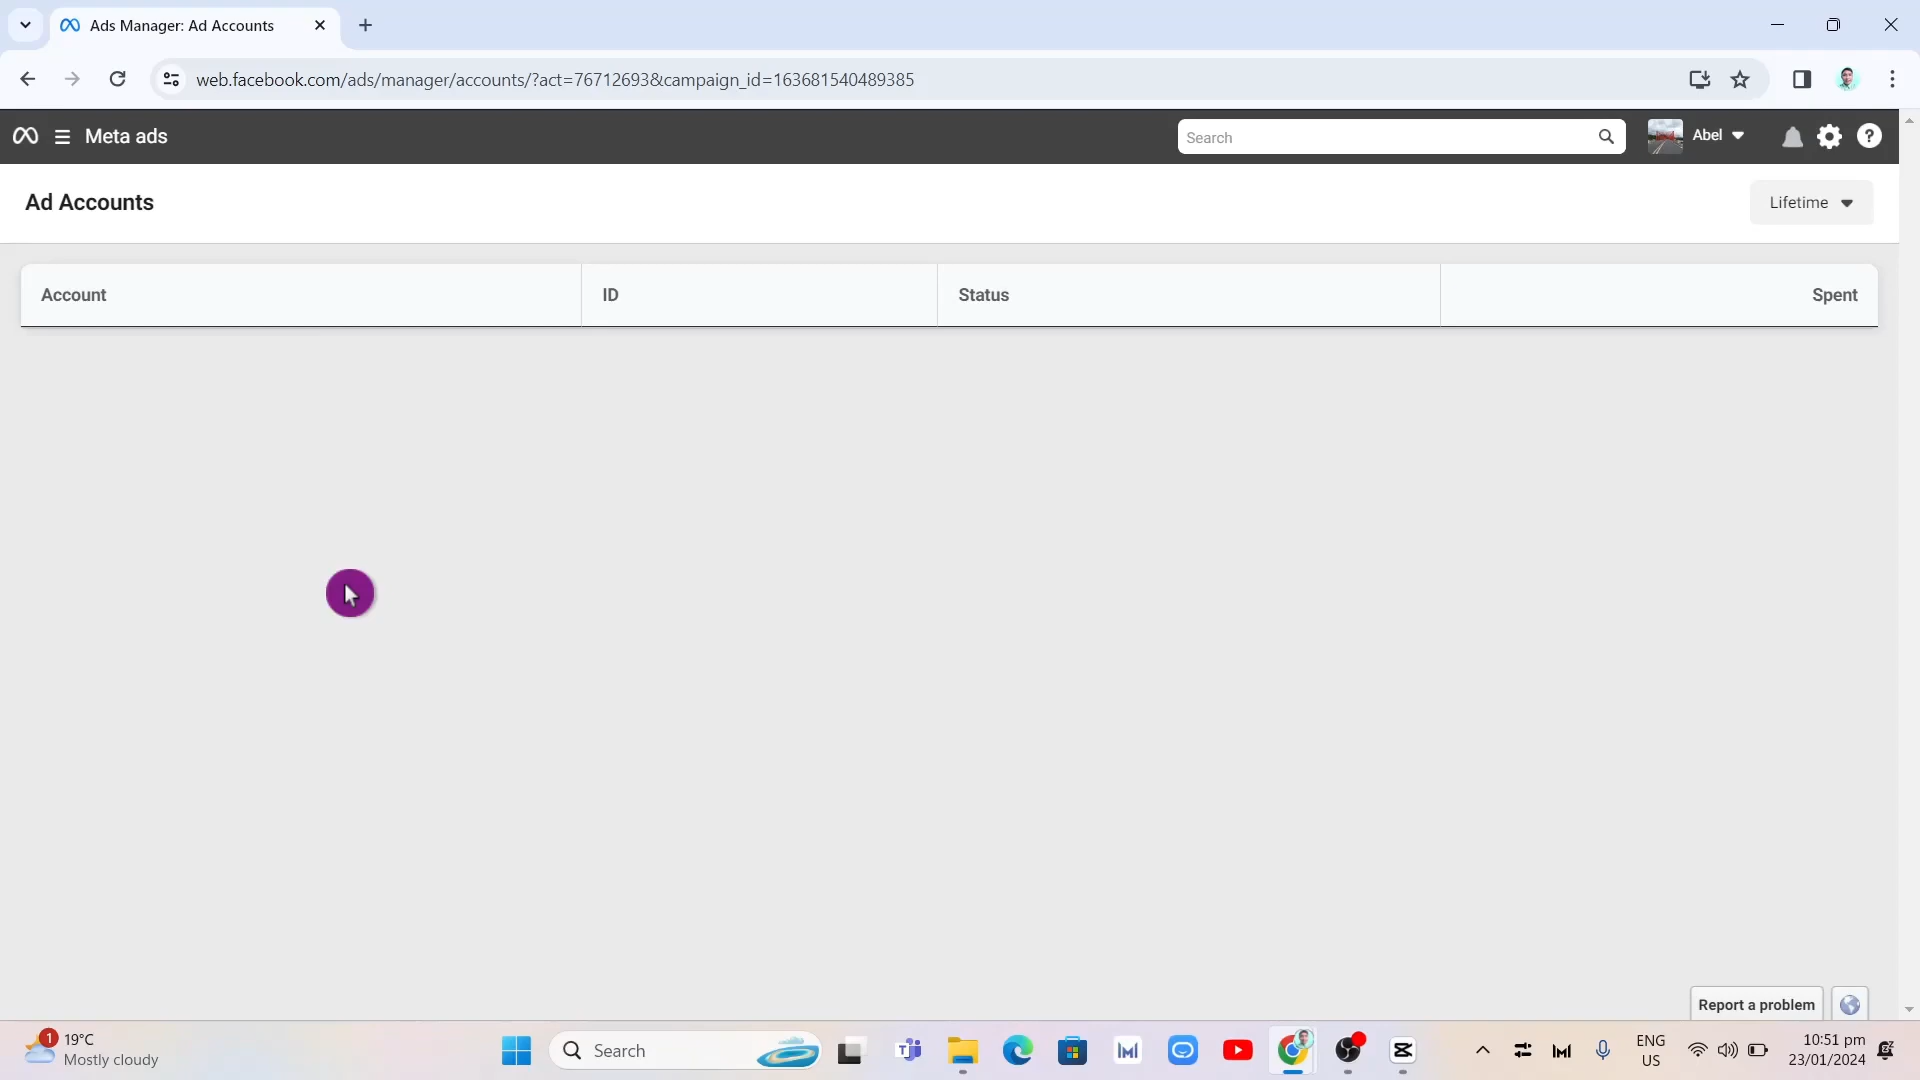 Ads Manager: Ad Accounts
web.facebook.com/ads/manager/accounts/?act=76712693&campaign_id=163681540489385
Meta ads
Search
Abel
Ad Accounts
Lifetime
Account
ID
Status
Spent
Report a problem
1
19°C
Mostly cloudy
Search
ENG
US
10:51 pm
23/01/2024